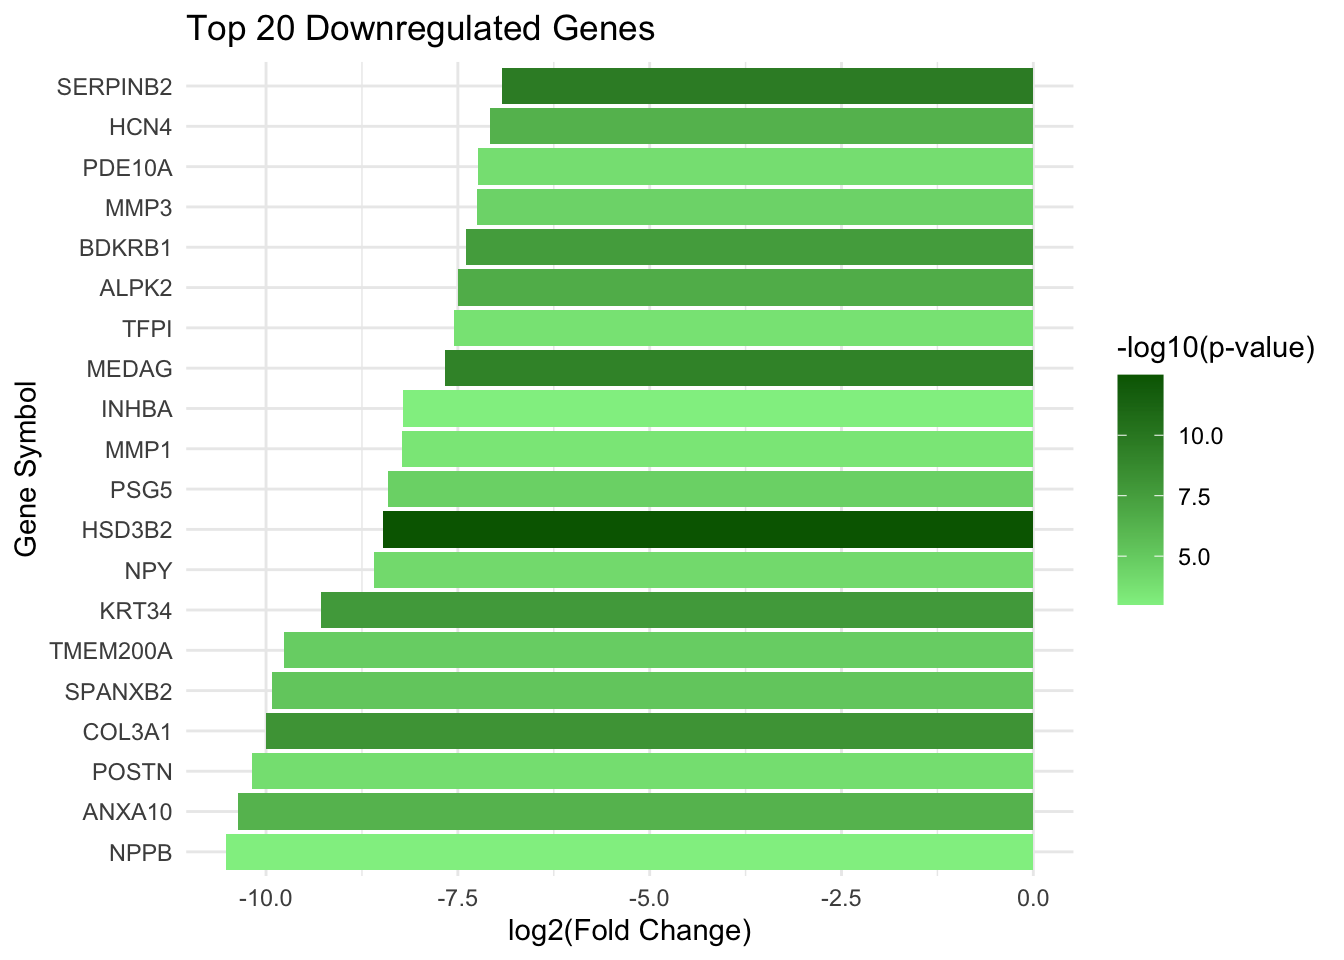 Top 20 Downregulated Genes
Gene Symbol
SERPINB2
HCN4
PDE10A
MMP3
BDKRB1
ALPK2
TFPI
MEDAG
INHBA
MMP1
PSG5
HSD3B2
NPY
KRT34
TMEM200A
SPANXB2
COL3A1
POSTN
ANXA10
NPPB
-10.0 -7.5 -5.0 -2.5 0.0
log2(Fold Change)
-log10(p-value)
10.0
7.5
5.0